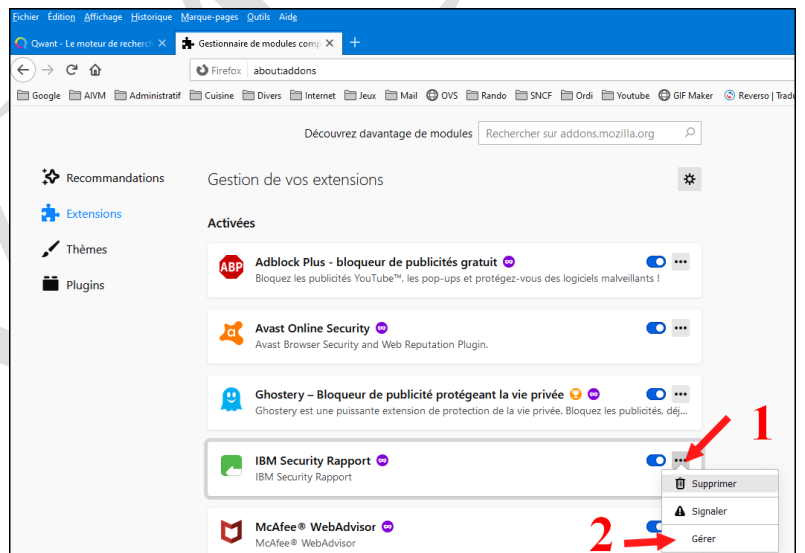 Fichier Édition Affichage Historique Marque-pages Outils Aide
Qwant - Le moteur de recherc Gestionnaire de modules comp
Firefox about:addons
Google AIVM Administratif Cuisine Divers Internet Jeux Mail OVS Rando SNCF Ordi Youtube GIF Maker Reverso | Tradu
Découvrez davantage de modules Rechercher sur addons.mozilla.org
Recommandations
Extensions
Thèmes
Plugins
Gestion de vos extensions
Activées
ABP
Adblock Plus - bloqueur de publicités gratuit
Bloquez les publicités YouTube™, les pop-ups et protégez-vous des logiciels malveillants !
Avast Online Security
Avast Browser Security and Web Reputation Plugin.
Ghostery – Bloqueur de publicité protégeant la vie privée
Ghostery est une puissante extension de protection de la vie privée. Bloquez les publicités, déj...
1
IBM Security Rapport
IBM Security Rapport
Supprimer
Signaler
Gérer
2
McAfee® WebAdvisor
McAfee® WebAdvisor